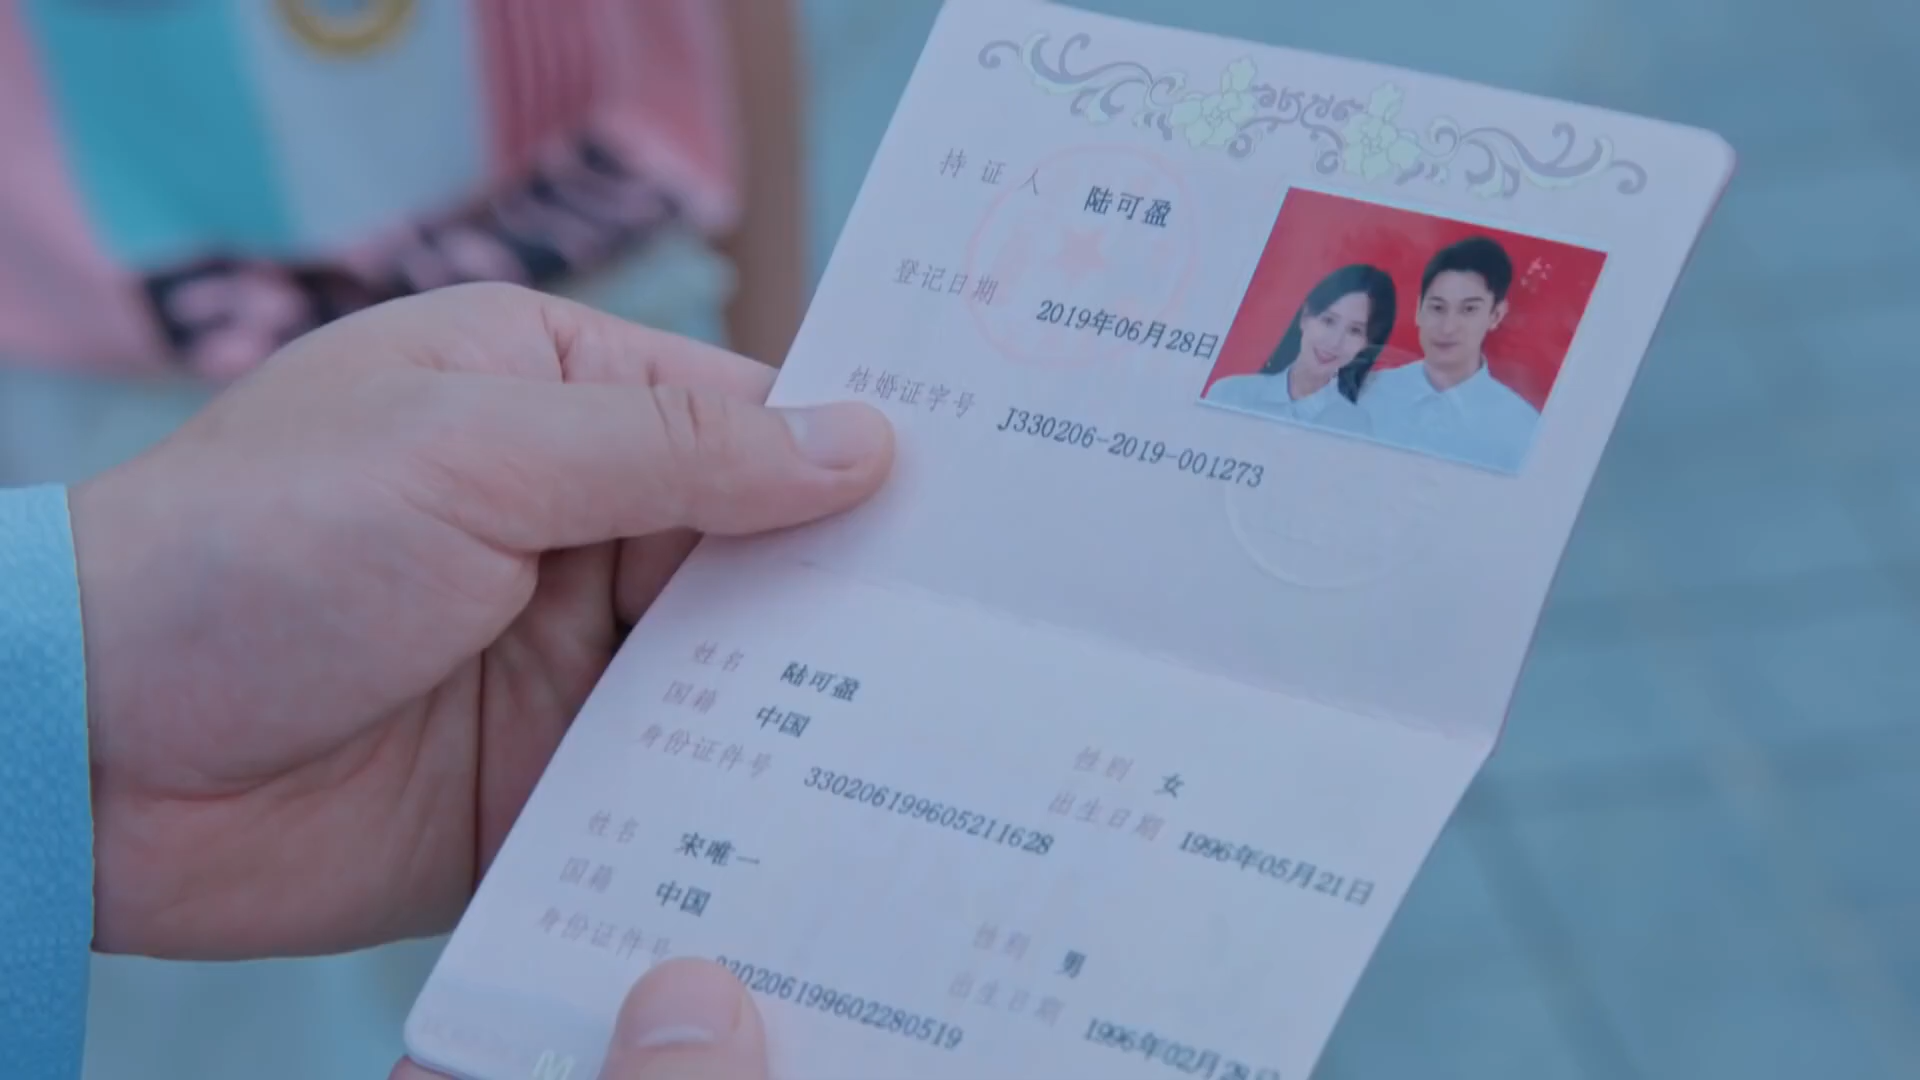 持证人 陆可盈
登记日期 2019年06月28日
结婚证字号 J330206-2019-001273
姓名 陆可盈
国籍 中国 性别 女
身份证件号 330206199605211628 出生日期 1996年05月21日
姓名 宋唯一
国籍 中国 性别 男
身份证件号 330206199602280519 出生日期 1996年02月28日
M